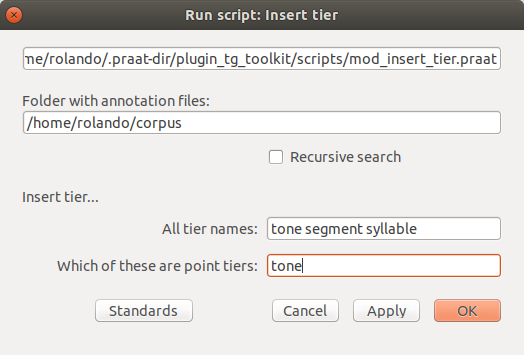 Run script: Insert tier
me/rolando/.praat-dir/plugin_tg_toolkit/scripts/mod_insert_tier.praat
Folder with annotation files:
/home/rolando/corpus
Recursive search
Insert tier...
All tier names: tone segment syllable
Which of these are point tiers: tone
Standards Cancel Apply OK